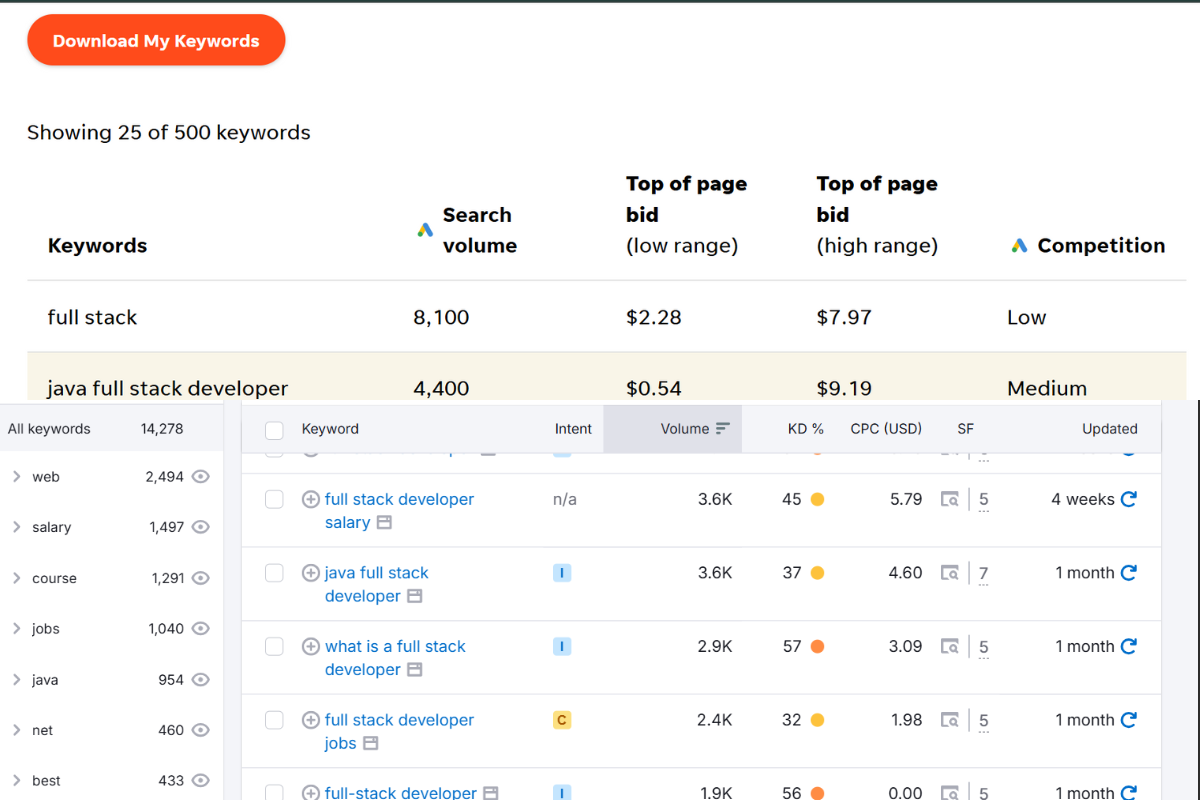 Download My Keywords
Showing 25 of 500 keywords
Keywords Search volume Top of page bid (low range) Top of page bid (high range) Competition
full stack 8,100 $2.28 $7.97 Low
java full stack developer 4,400 $0.54 $9.19 Medium
All keywords 14,278
web 2,494
salary 1,497
course 1,291
jobs 1,040
java 954
net 460
best 433
Keyword Intent Volume KD % CPC (USD) SF Updated
full stack developer n/a 3.6K 45 5.79 5 4 weeks
salary
java full stack I 3.6K 37 4.60 7 1 month
developer
what is a full stack I 2.9K 57 3.09 5 1 month
developer
full stack developer C 2.4K 32 1.98 5 1 month
jobs
full-stack developer I 1.9K 56 0.00 5 1 month